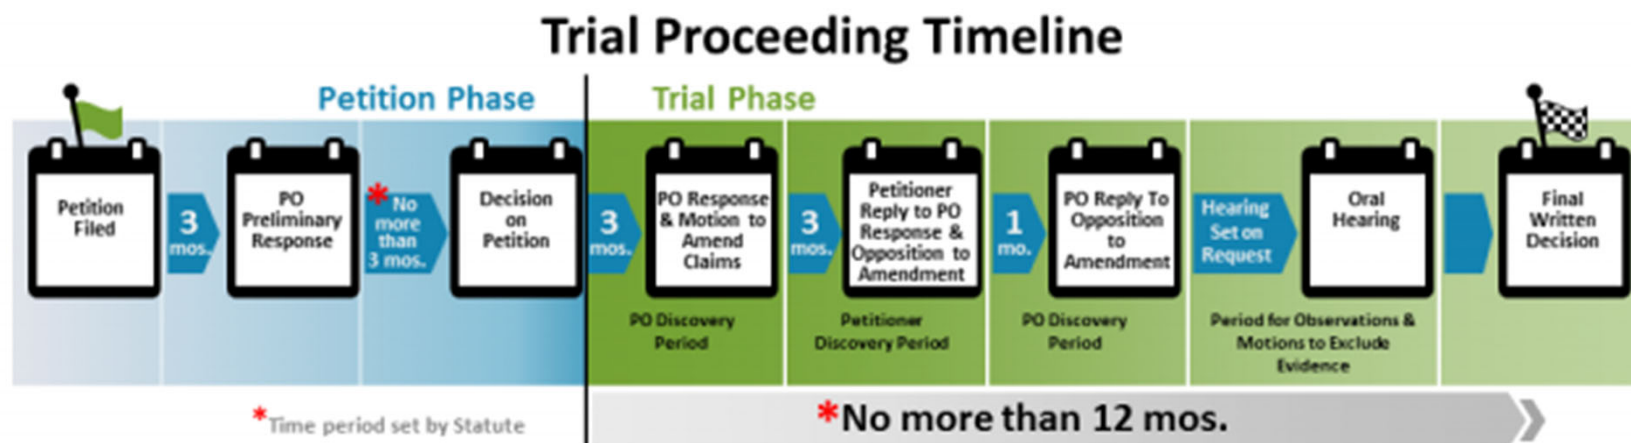 Trial Proceeding Timeline
Petition Phase
Trial Phase
Petition
Filed
3
mos.
PO
Preliminary
Response
*No
more
than
3 mos.
Decision
on
Petition
3
mos.
PO Response
& Motion to
Amend
Claims
3
mos.
Petitioner
Reply to PO
Response &
Opposition to
Amendment
1
mo.
PO Reply To
Opposition
to
Amendment
Hearing
Set on
Request
Oral
Hearing
Final
Written
Decision
PO Discovery
Period
Petitioner
Discovery Period
PO Discovery
Period
Period for Observations &
Motions to Exclude
Evidence
*Time period set by Statute
*No more than 12 mos.